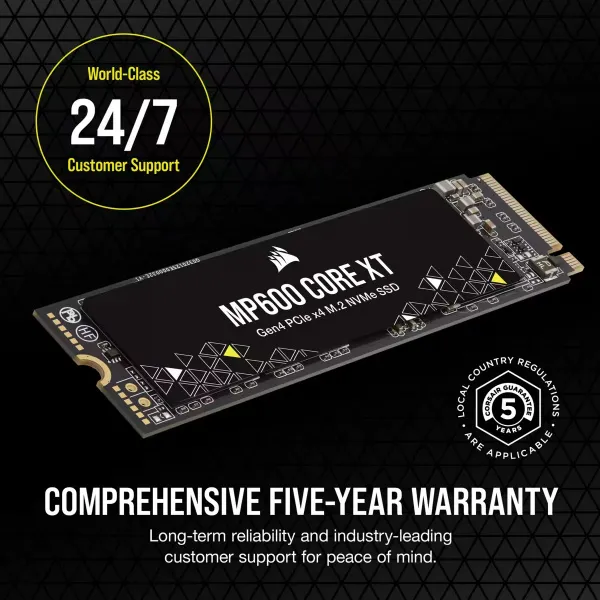 World-Class
24/7
Customer Support
MP600 CORE XT
Gen4 PCIe x4 M.2 NVMe SSD
HF
LOCAL COUNTRY REGULATIONS
• ARE APPLICABLE •
CORSAIR GUARANTEE
5
YEARS
COMPREHENSIVE FIVE-YEAR WARRANTY
Long-term reliability and industry-leading
customer support for peace of mind.